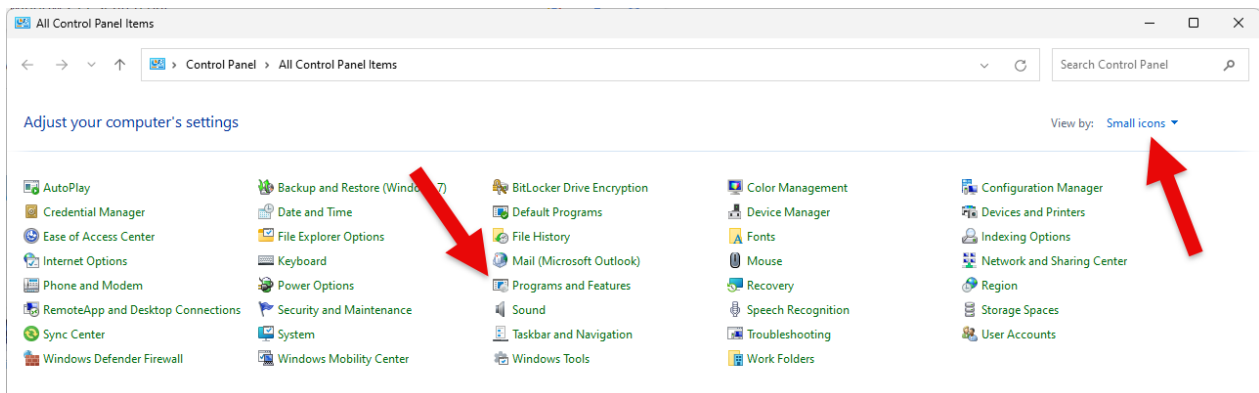 All Control Panel Items
Control Panel > All Control Panel Items
Search Control Panel
Adjust your computer's settings
View by: Small icons
AutoPlay
Backup and Restore (Windows 7)
BitLocker Drive Encryption
Color Management
Configuration Manager
Credential Manager
Date and Time
Default Programs
Device Manager
Devices and Printers
Ease of Access Center
File Explorer Options
File History
Fonts
Indexing Options
Internet Options
Keyboard
Mail (Microsoft Outlook)
Mouse
Network and Sharing Center
Phone and Modem
Power Options
Programs and Features
Recovery
Region
RemoteApp and Desktop Connections
Security and Maintenance
Sound
Speech Recognition
Storage Spaces
Sync Center
System
Taskbar and Navigation
Troubleshooting
User Accounts
Windows Defender Firewall
Windows Mobility Center
Windows Tools
Work Folders